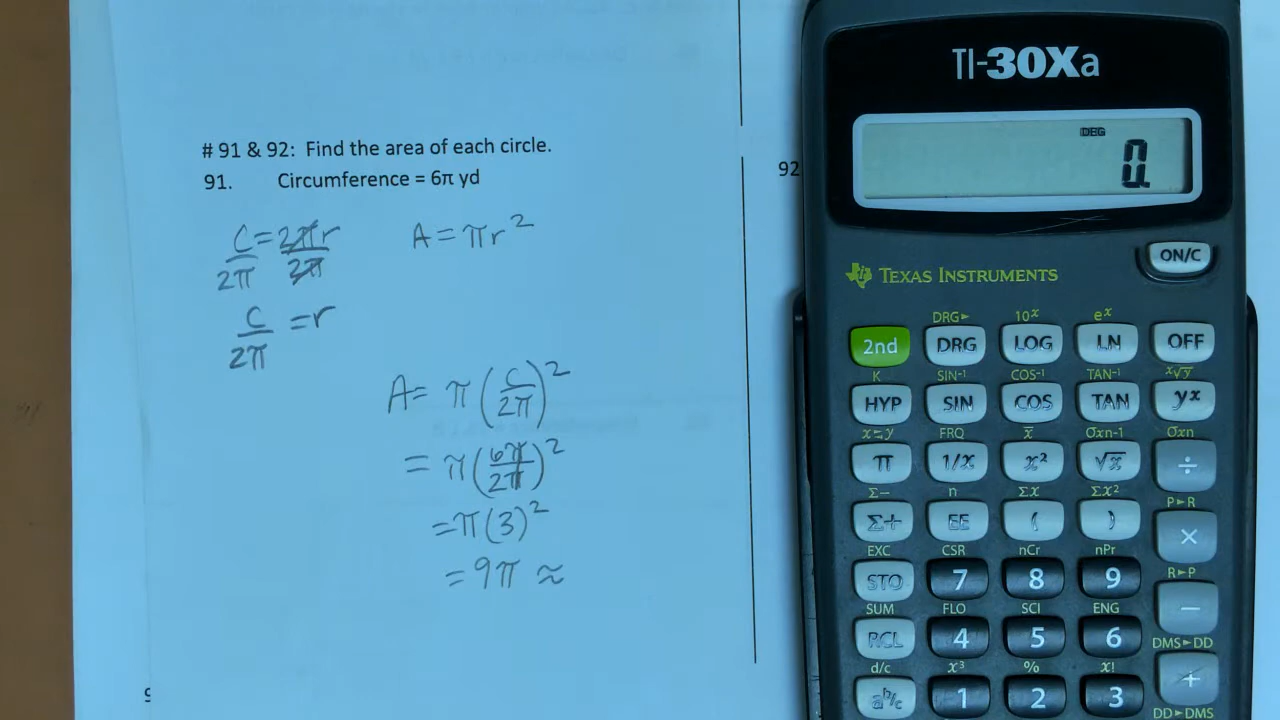 # 91 & 92: Find the area of each circle.
91. Circumference = 6π yd
92
C = 2πr
2π 2π
C = r
2π
A = πr²
A = π(C/2π)²
= π(6π/2π)²
= π(3)²
= 9π ≈
9
TI-30Xa
DEG
0.
TEXAS INSTRUMENTS
ON/C
DRG► 10ˣ eˣ
2nd DRG LOG LN OFF
K SIN⁻¹ COS⁻¹ TAN⁻¹ ˣ√y
HYP SIN COS TAN yˣ
x⇆y FRQ x̄ σxn-1 σxn
π 1/x x² √x ÷
Σ− n Σx Σx² P►R
Σ+ EE ( ) ×
EXC CSR nCr nPr R►P
STO 7 8 9 −
SUM FLO SCI ENG DMS►DD
RCL 4 5 6 +
d/c x³ % x! DD►DMS
aᵇ/c 1 2 3